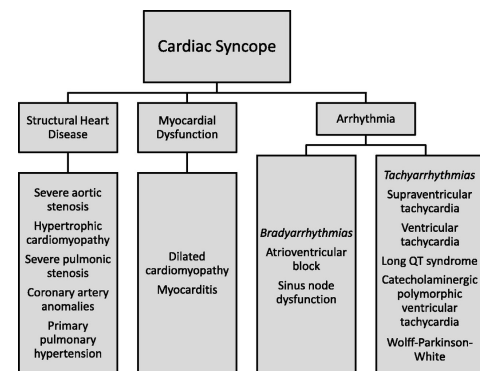 Cardiac Syncope
Structural Heart
Disease
Myocardial
Dysfunction
Arrhythmia
Severe aortic
stenosis
Hypertrophic
cardiomyopathy
Severe pulmonic
stenosis
Coronary artery
anomalies
Primary
pulmonary
hypertension
Dilated
cardiomyopathy
Myocarditis
Bradyarrhythmias
Atrioventricular
block
Sinus node
dysfunction
Tachyarrhythmias
Supraventricular
tachycardia
Ventricular
tachycardia
Long QT syndrome
Catecholaminergic
polymorphic
ventricular
tachycardia
Wolff-Parkinson-
White